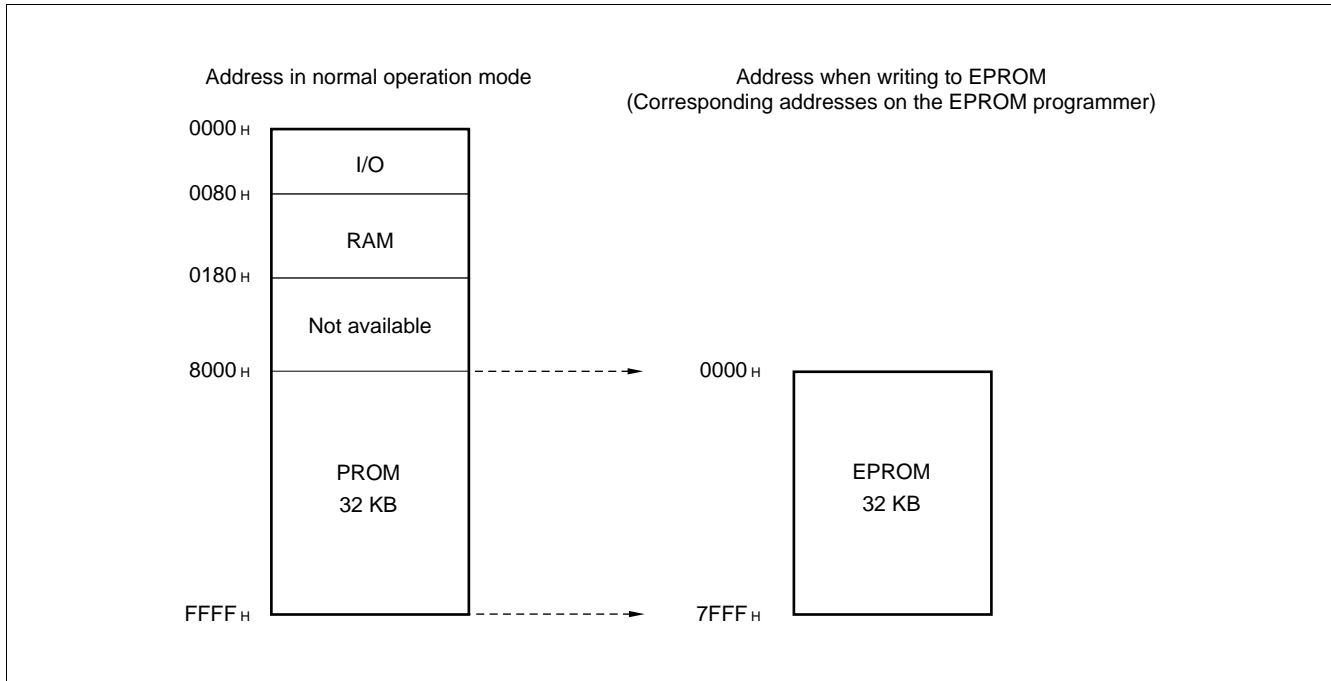 Address in normal operation mode
0000 H
I/O
0080 H
RAM
0180 H
Not available
8000 H
PROM
32 KB
FFFF H
Address when writing to EPROM
(Corresponding addresses on the EPROM programmer)
0000 H
EPROM
32 KB
7FFF H